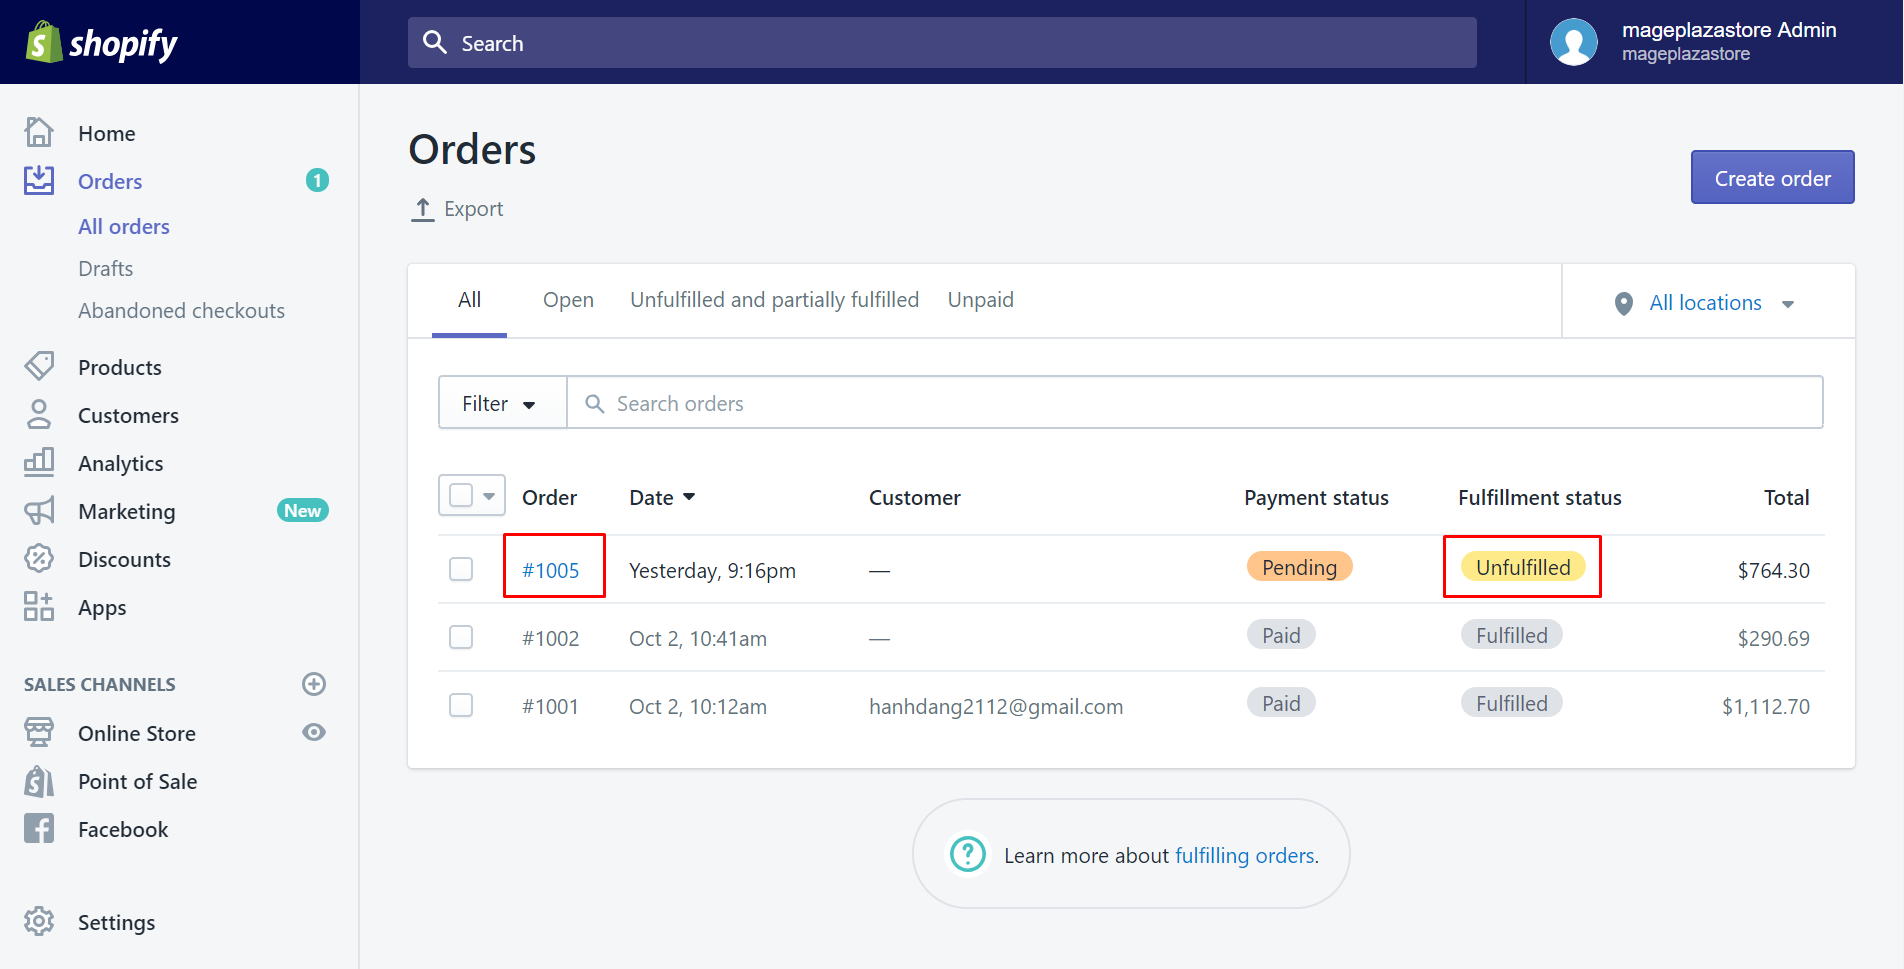 shopify
Search
mageplazastore Admin
mageplazastore
Home
Orders 1
All orders
Drafts
Abandoned checkouts
Products
Customers
Analytics
Marketing New
Discounts
Apps
SALES CHANNELS
Online Store
Point of Sale
Facebook
Settings
Orders
Export
Create order
All Open Unfulfilled and partially fulfilled Unpaid All locations
Filter Search orders
Order Date Customer Payment status Fulfillment status Total
#1005 Yesterday, 9:16pm — Pending Unfulfilled $764.30
#1002 Oct 2, 10:41am — Paid Fulfilled $290.69
#1001 Oct 2, 10:12am hanhdang2112@gmail.com Paid Fulfilled $1,112.70
? Learn more about fulfilling orders.